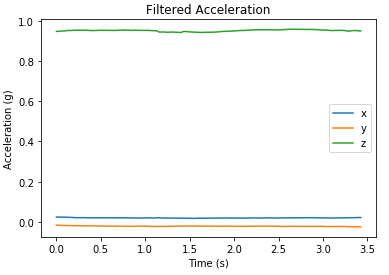 Filtered Acceleration
Acceleration (g)
1.0
0.8
0.6
0.4
0.2
0.0
x
y
z
0.0 0.5 1.0 1.5 2.0 2.5 3.0 3.5
Time (s)